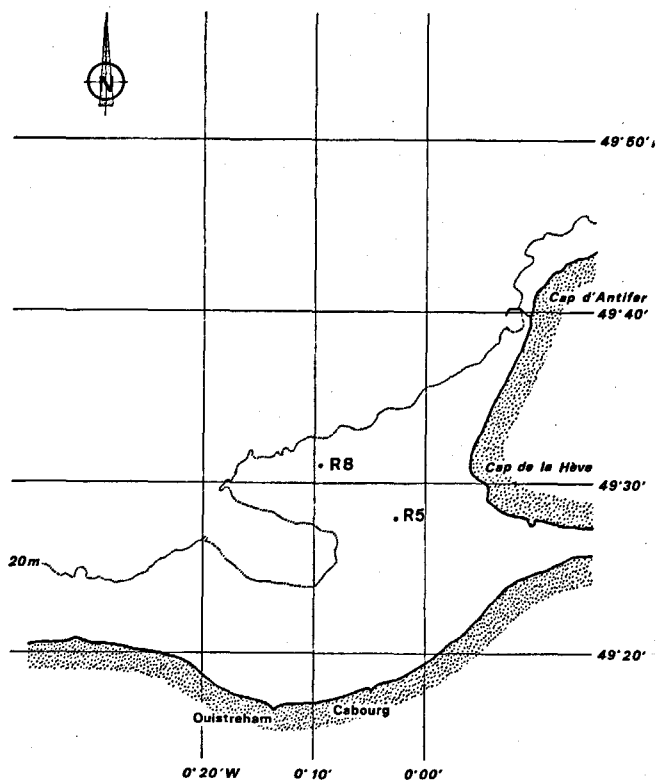 N
49°50'
Cap d'Antifer
49°40'
R8
Cap de la Hève
49°30'
R5
20m
49°20'
Ouistreham
Cabourg
0°20'W
0°10'
0°00'